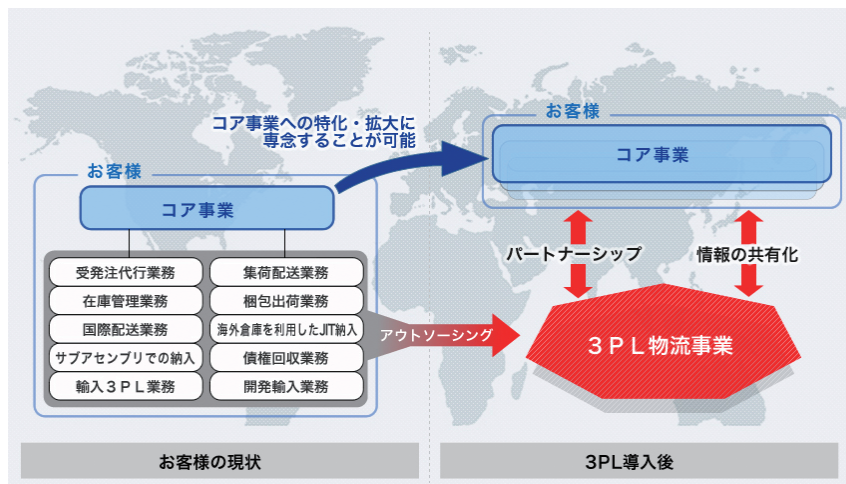 コア事業への特化・拡大に
専念することが可能
お客様
コア事業
受発注代行業務
在庫管理業務
国際配送業務
サブアセンブリでの納入
輸入３ＰＬ業務
集荷配送業務
梱包出荷業務
海外倉庫を利用したJIT納入
債権回収業務
開発輸入業務
アウトソーシング
お客様の現状
お客様
コア事業
パートナーシップ
情報の共有化
３ＰＬ物流事業
3PL導入後